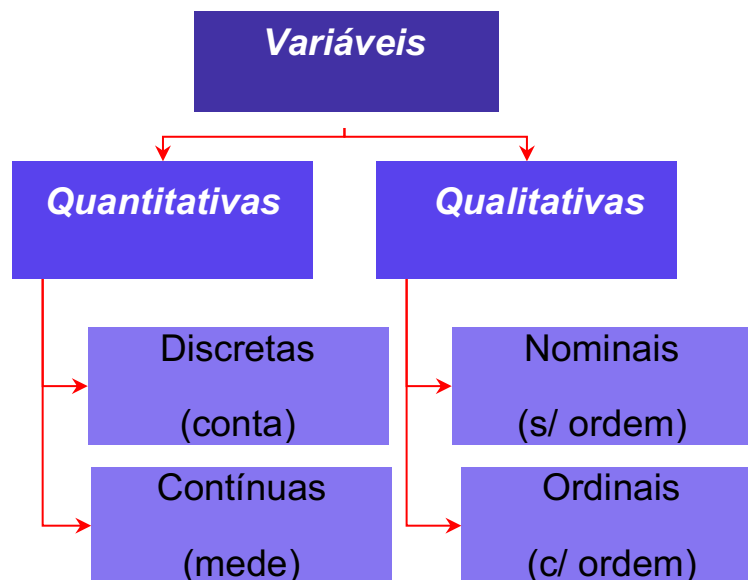 Variáveis
Quantitativas
Qualitativas
Discretas
(conta)
Nominais
(s/ ordem)
Contínuas
(mede)
Ordinais
(c/ ordem)